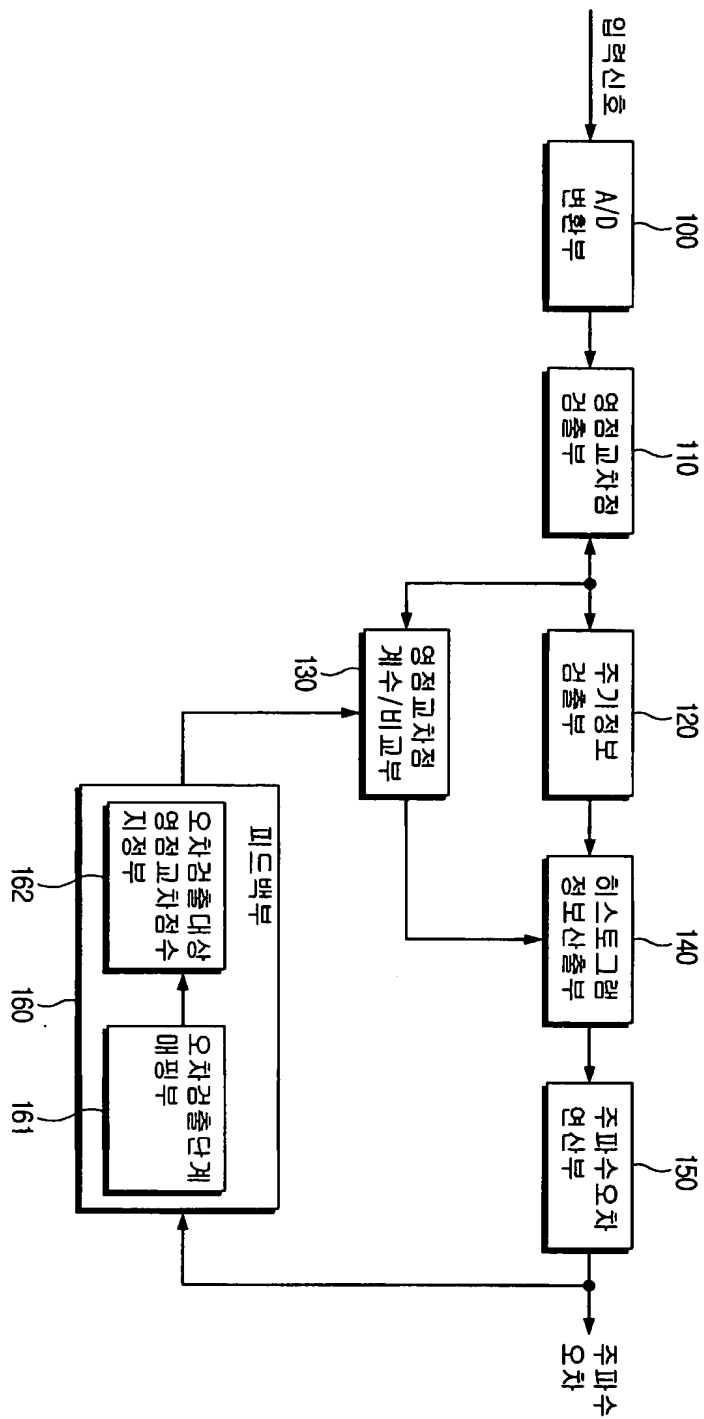 입력신호
100
A/D
변환부
110
영점교차점
검출부
120
주기정보
검출부
130
영점교차점
계수/비교부
140
히스토그램
정보산출부
150
주파수오차
연산부
주파수
오차
피드백부
160
오차검출단계
매핑부
161
오차검출대상
영점교차점수
지정부
162